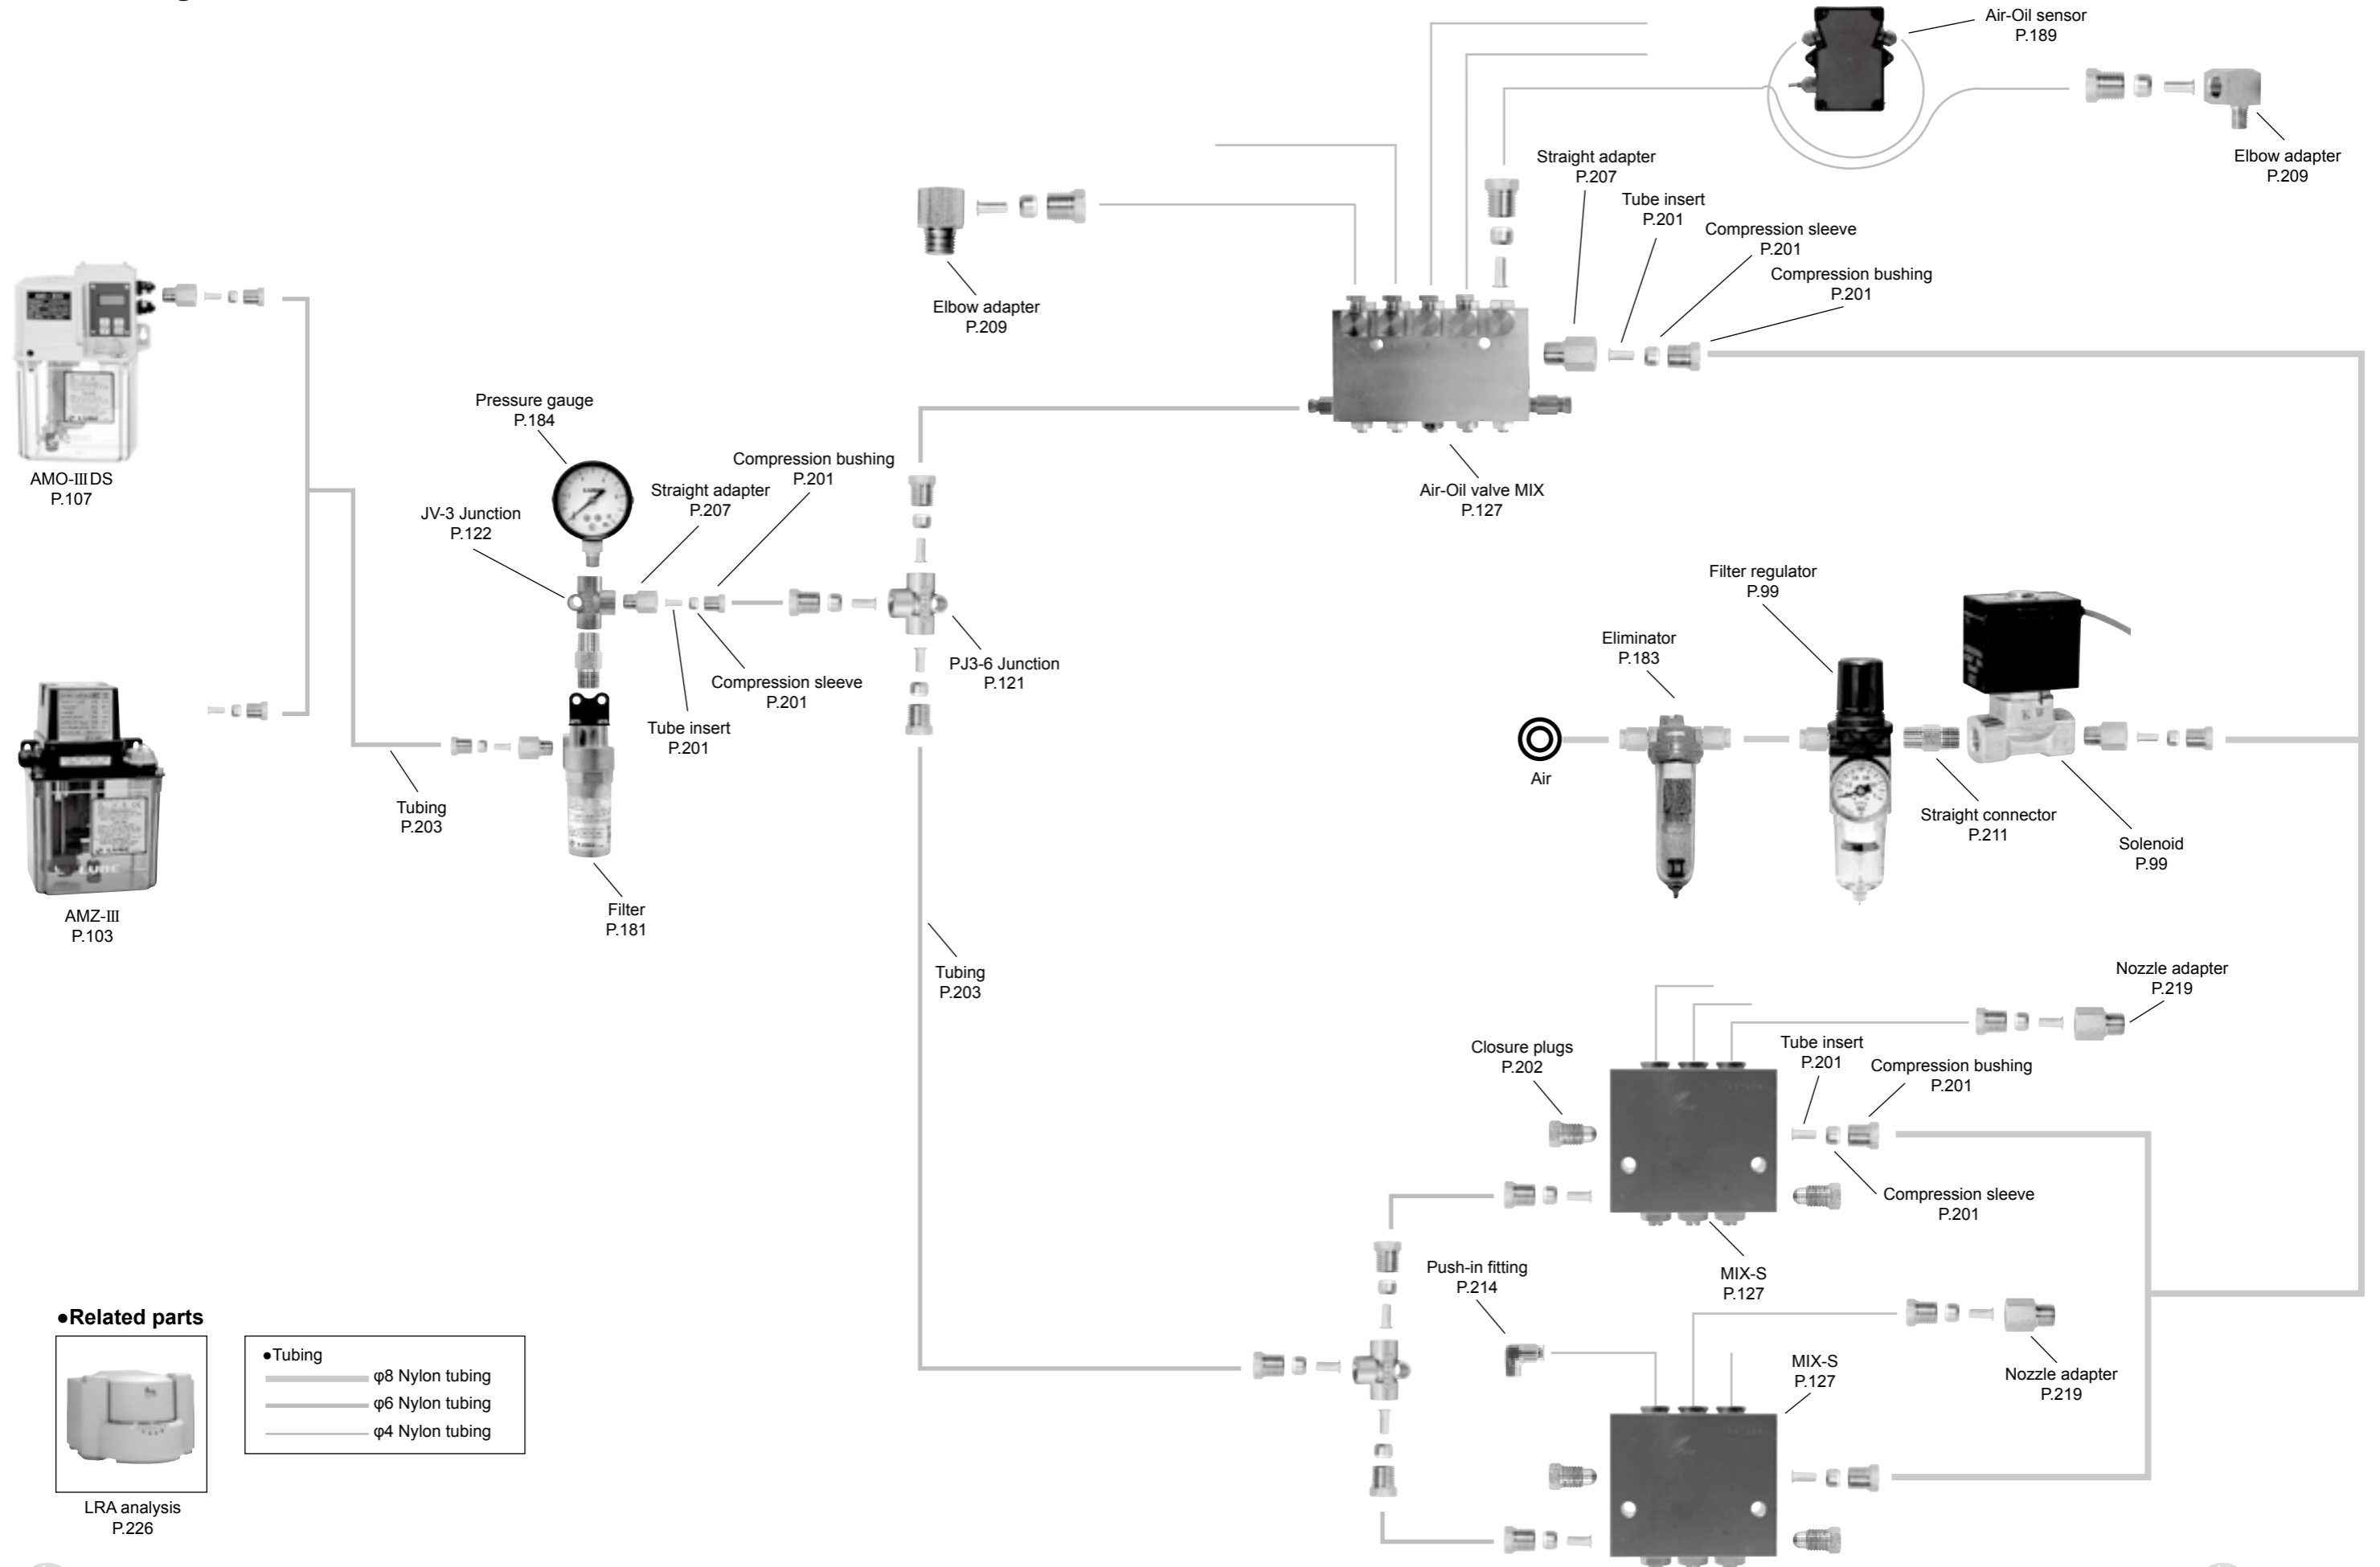 Air-Oil sensor
P.189
Elbow adapter
P.209
Straight adapter
P.207
Tube insert
P.201
Compression sleeve
P.201
Compression bushing
P.201
Elbow adapter
P.209
AMO-III DS
P.107
Pressure gauge
P.184
Compression bushing
P.201
Straight adapter
P.207
JV-3 Junction
P.122
Air-Oil valve MIX
P.127
Filter regulator
P.99
Eliminator
P.183
PJ3-6 Junction
P.121
Compression sleeve
P.201
Tube insert
P.201
Air
Tubing
P.203
Straight connector
P.211
Solenoid
P.99
AMZ-III
P.103
LUBE
Filter
P.181
Tubing
P.203
Nozzle adapter
P.219
Closure plugs
P.202
Tube insert
P.201
Compression bushing
P.201
Compression sleeve
P.201
Push-in fitting
P.214
MIX-S
P.127
MIX-S
P.127
Nozzle adapter
P.219
●Related parts
LRA analysis
P.226
●Tubing
φ8 Nylon tubing
φ6 Nylon tubing
φ4 Nylon tubing